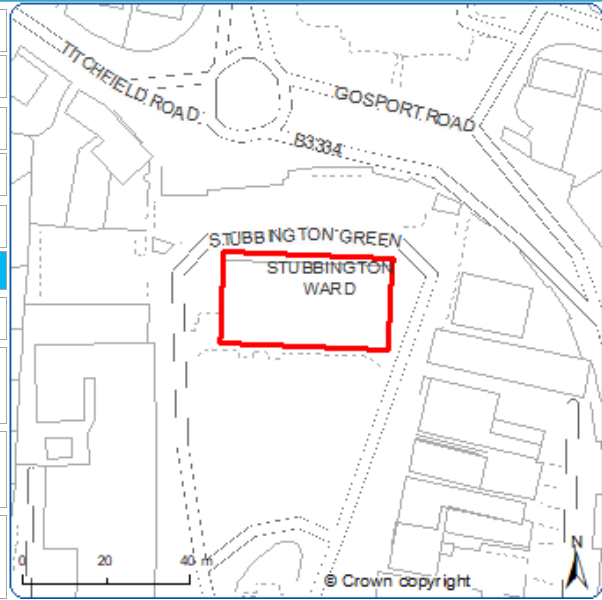 TITCHFIELD ROAD
GOSPORT ROAD
B3334
STUBBINGTON GREEN
STUBBINGTON
WARD
0 20 40 m
N
© Crown copyright